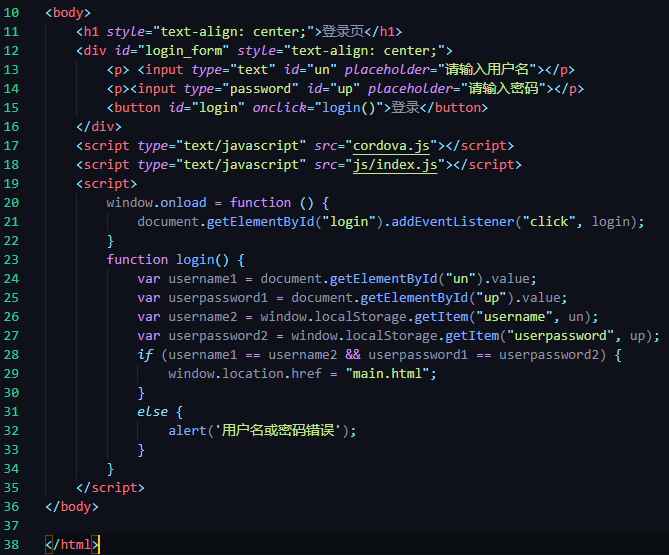 10 <body>
11     <h1 style="text-align: center;">登录页</h1>
12     <div id="login_form" style="text-align: center;">
13         <p> <input type="text" id="un" placeholder="请输入用户名"></p>
14         <p><input type="password" id="up" placeholder="请输入密码"></p>
15         <button id="login" onclick="login()">登录</button>
16     </div>
17     <script type="text/javascript" src="cordova.js"></script>
18     <script type="text/javascript" src="js/index.js"></script>
19     <script>
20         window.onload = function () {
21             document.getElementById("login").addEventListener("click", login);
22         }
23         function login() {
24             var username1 = document.getElementById("un").value;
25             var userpassword1 = document.getElementById("up").value;
26             var username2 = window.localStorage.getItem("username", un);
27             var userpassword2 = window.localStorage.getItem("userpassword", up);
28             if (username1 == username2 && userpassword1 == userpassword2) {
29                 window.location.href = "main.html";
30             }
31             else {
32                 alert('用户名或密码错误');
33             }
34         }
35     </script>
36 </body>
37
38 </html>